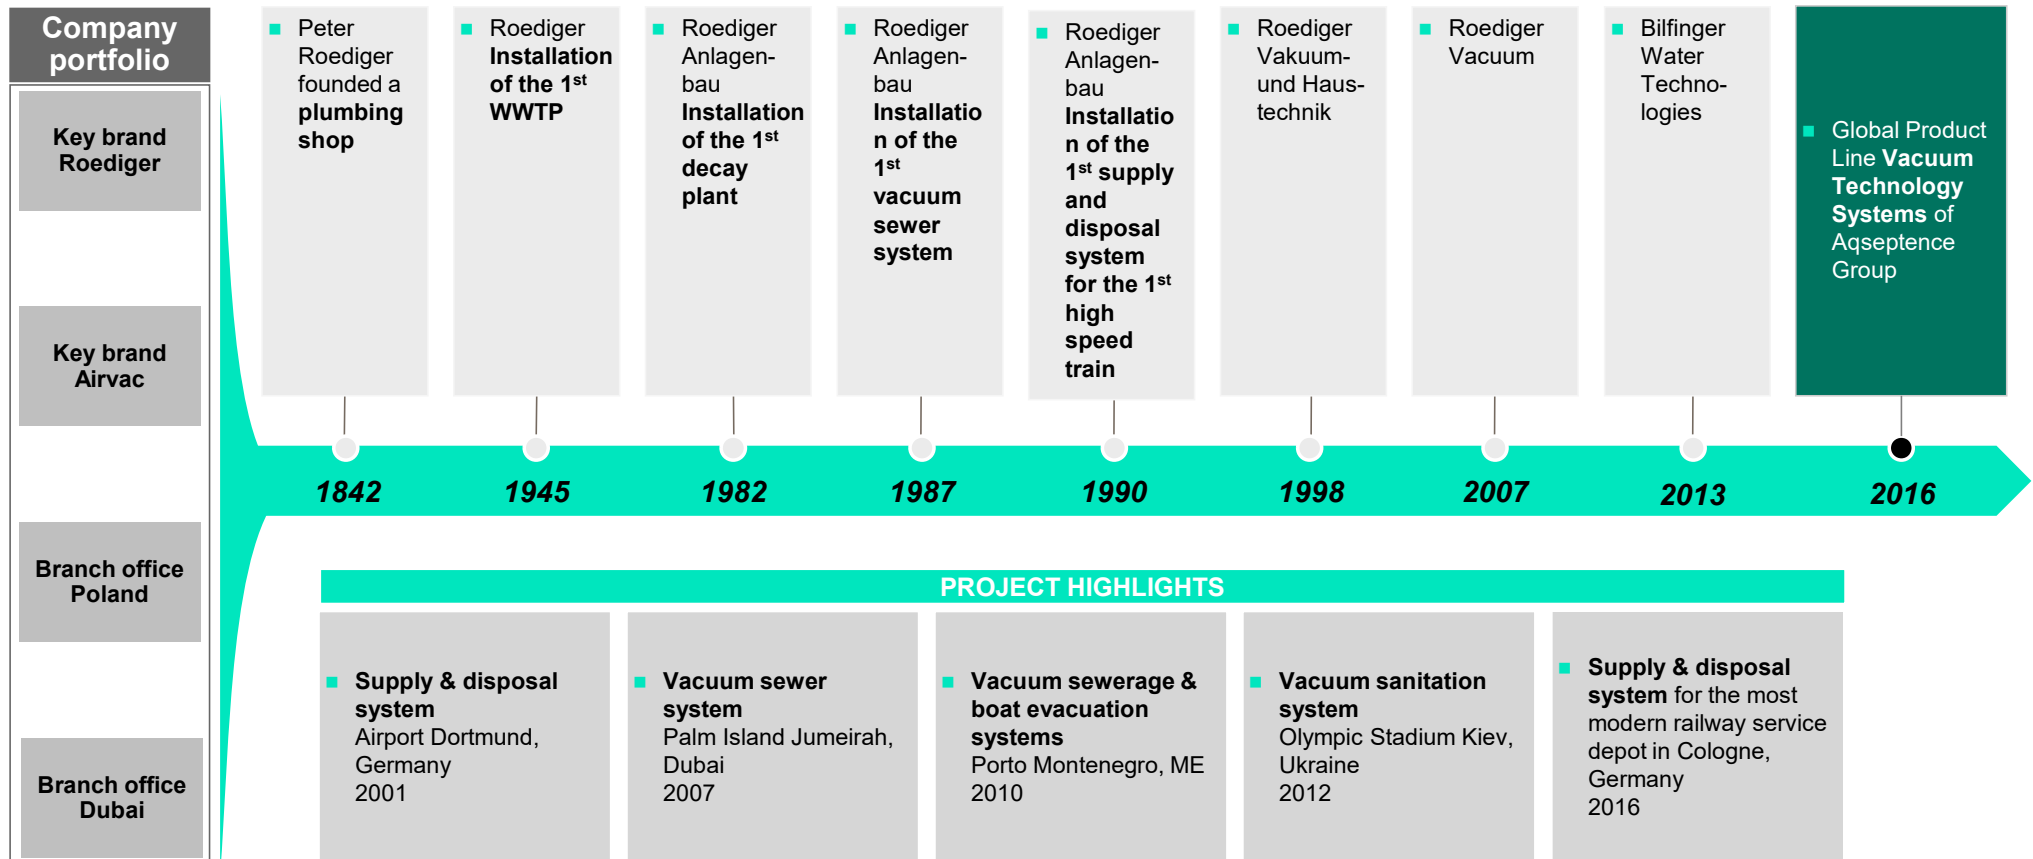 Company
portfolio
Key brand
Roediger
Key brand
Airvac
Branch office
Poland
Branch office
Dubai
Peter
Roediger
founded a
plumbing
shop
Roediger
Installation
of the 1st
WWTP
Roediger
Anlagen-
bau
Installation
of the 1st
decay
plant
Roediger
Anlagen-
bau
Installatio
n of the
1st
vacuum
sewer
system
Roediger
Anlagen-
bau
Installatio
n of the
1st supply
and
disposal
system
for the 1st
high
speed
train
Roediger
Vakuum-
und Haus-
technik
Roediger
Vacuum
Bilfinger
Water
Techno-
logies
Global Product
Line Vacuum
Technology
Systems of
Aqseptence
Group
1842
1945
1982
1987
1990
1998
2007
2013
2016
PROJECT HIGHLIGHTS
Supply & disposal
system
Airport Dortmund,
Germany
2001
Vacuum sewer
system
Palm Island Jumeirah,
Dubai
2007
Vacuum sewerage &
boat evacuation
systems
Porto Montenegro, ME
2010
Vacuum sanitation
system
Olympic Stadium Kiev,
Ukraine
2012
Supply & disposal
system for the most
modern railway service
depot in Cologne,
Germany
2016